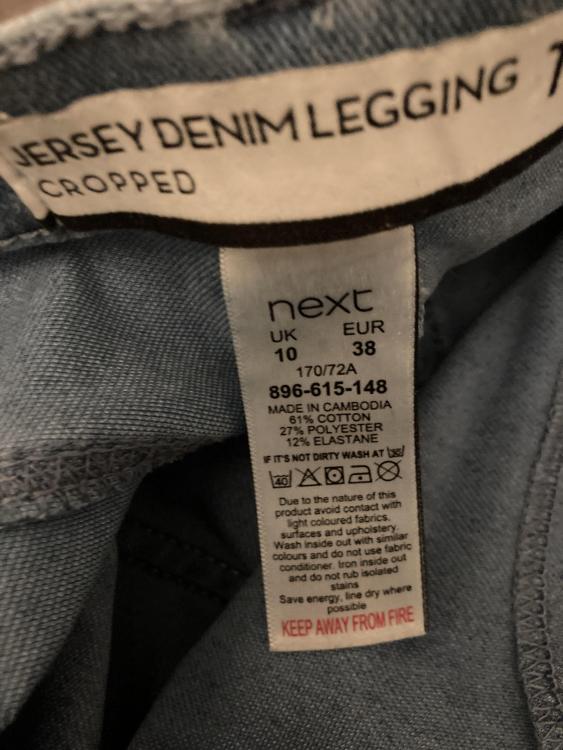 JERSEY DENIM LEGGING
CROPPED
next
UK EUR
10 38
170/72A
896-615-148
MADE IN CAMBODIA
61% COTTON
27% POLYESTER
12% ELASTANE
IF IT'S NOT DIRTY WASH AT 30
40
Due to the nature of this
product avoid contact with
light coloured fabrics,
surfaces and upholstery.
Wash inside out with similar
colours and do not use fabric
conditioner. Iron inside out
and do not rub isolated
stains
Save energy, line dry where
possible
KEEP AWAY FROM FIRE